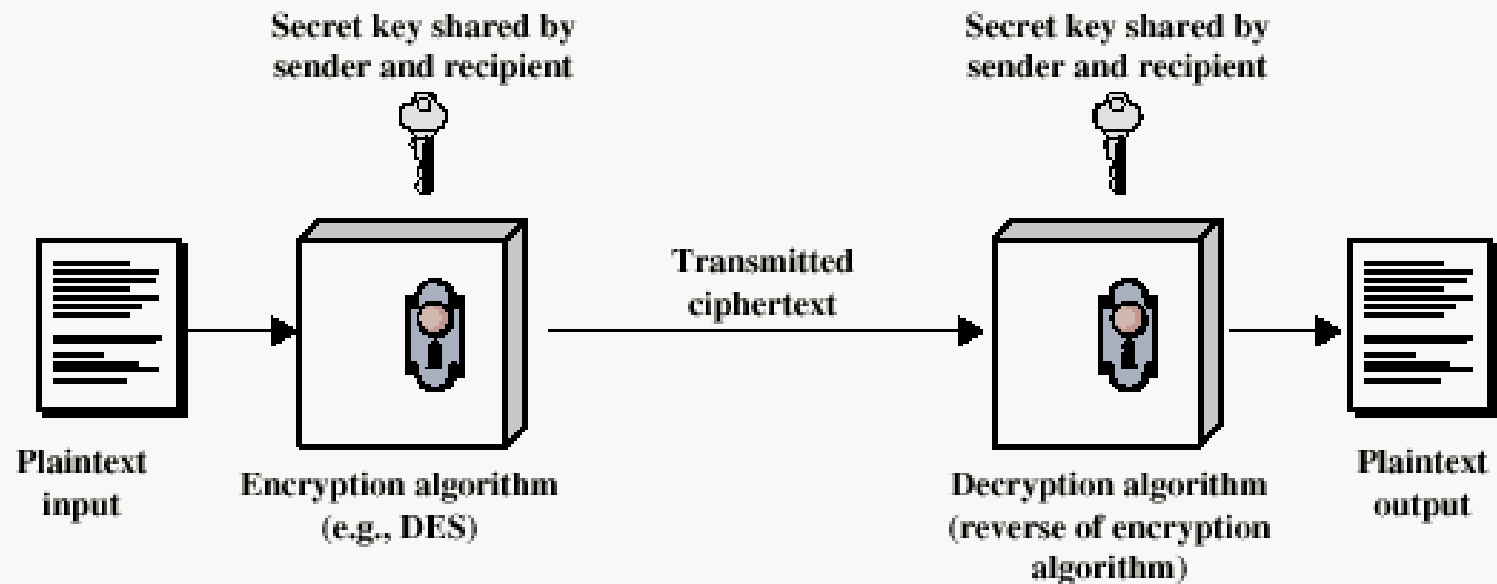 Secret key shared by
sender and recipient
Secret key shared by
sender and recipient
Transmitted
ciphertext
Plaintext
input
Encryption algorithm
(e.g., DES)
Decryption algorithm
(reverse of encryption
algorithm)
Plaintext
output